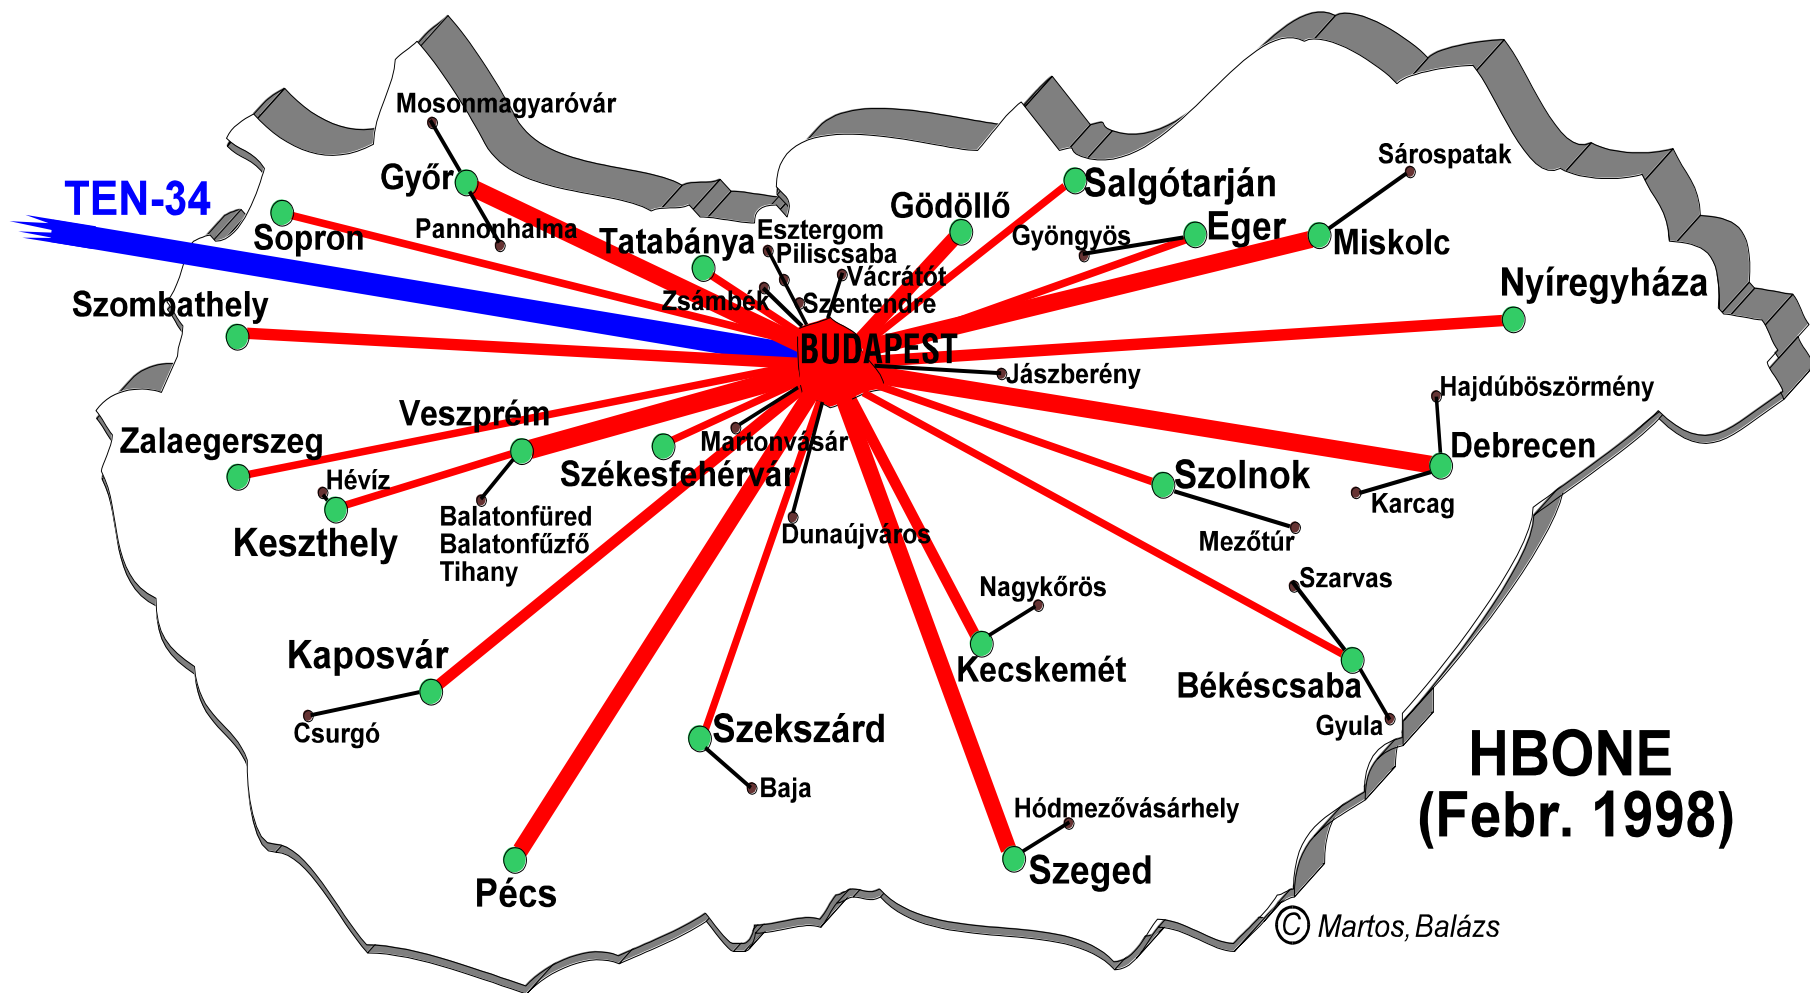 Mosonmagyaróvár
Sárospatak
Győr
Salgótarján
TEN-34
Gödöllő
Pannonhalma
Esztergom
Eger
Gyöngyös
Sopron
Tatabánya
Miskolc
Piliscsaba
Vácrátót
Nyíregyháza
Szombathely
Zsámbék
Szentendre
BUDAPEST
Jászberény
Hajdúböszörmény
Veszprém
Zalaegerszeg
Martonvásár
Debrecen
Hévíz
Székesfehérvár
Szolnok
Karcag
Balatonfüred
Keszthely
Dunaújváros
Mezőtúr
Balatonfűzfő
Tihany
Szarvas
Nagykőrös
Kaposvár
Kecskemét
Békéscsaba
Csurgó
Szekszárd
Gyula
HBONE
(Febr. 1998)
Baja
Hódmezővásárhely
Szeged
Pécs
© Martos, Balázs